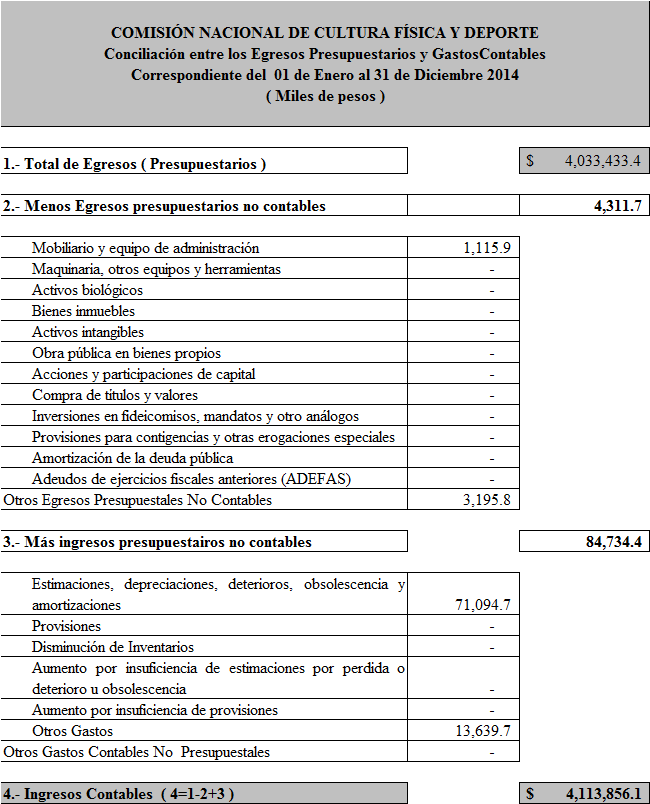 COMISIÓN NACIONAL DE CULTURA FÍSICA Y DEPORTE
Conciliación entre los Egresos Presupuestarios y GastosContables
Correspondiente del 01 de Enero al 31 de Diciembre 2014
( Miles de pesos )
1.- Total de Egresos ( Presupuestarios ) $ 4,033,433.4
2.- Menos Egresos presupuestarios no contables 4,311.7
Mobiliario y equipo de administración 1,115.9
Maquinaria, otros equipos y herramientas -
Activos biológicos -
Bienes inmuebles -
Activos intangibles -
Obra pública en bienes propios -
Acciones y participaciones de capital -
Compra de títulos y valores -
Inversiones en fideicomisos, mandatos y otro análogos -
Provisiones para contigencias y otras erogaciones especiales -
Amortización de la deuda pública -
Adeudos de ejercicios fiscales anteriores (ADEFAS) -
Otros Egresos Presupuestales No Contables 3,195.8
3.- Más ingresos presupuestairos no contables 84,734.4
Estimaciones, depreciaciones, deterioros, obsolescencia y
amortizaciones 71,094.7
Provisiones -
Disminución de Inventarios -
Aumento por insuficiencia de estimaciones por perdida o
deterioro u obsolescencia -
Aumento por insuficiencia de provisiones -
Otros Gastos 13,639.7
Otros Gastos Contables No Presupuestales -
4.- Ingresos Contables ( 4=1-2+3 ) $ 4,113,856.1